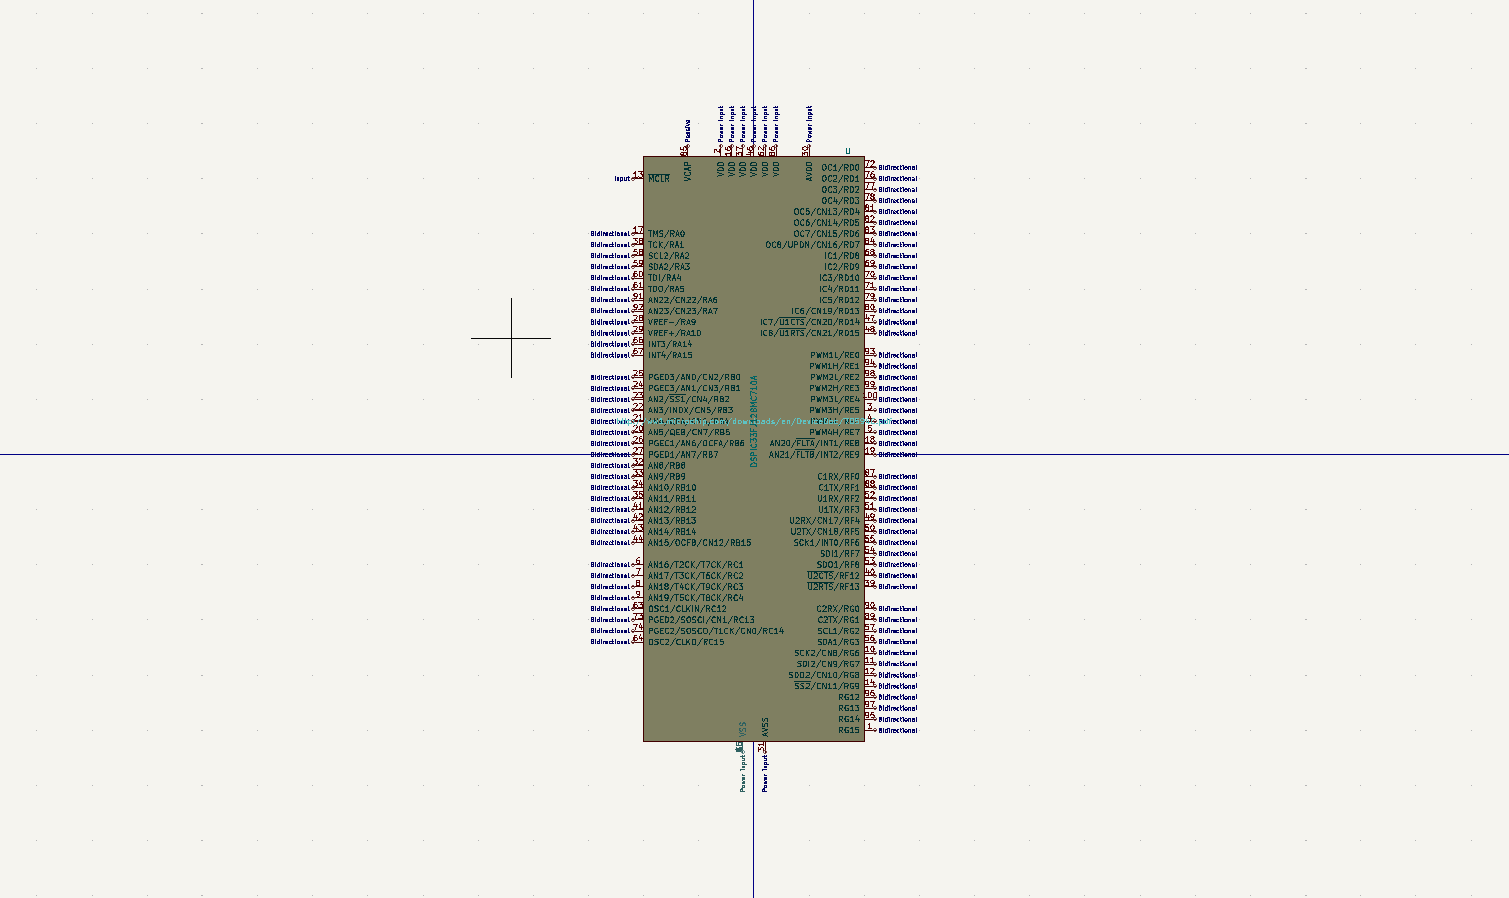 85 Passive
2 Power Input
16 Power Input
37 Power Input
46 Power Input
62 Power Input
86 Power Input
30 Power Input
U
VCAP
VDD
VDD
VDD
VDD
VDD
VDD
AVDD
Input 13 MCLR
Bidirectional 17 TMS/RA0
Bidirectional 38 TCK/RA1
Bidirectional 58 SCL2/RA2
Bidirectional 59 SDA2/RA3
Bidirectional 60 TDI/RA4
Bidirectional 61 TDO/RA5
Bidirectional 91 AN22/CN22/RA6
Bidirectional 92 AN23/CN23/RA7
Bidirectional 28 VREF-/RA9
Bidirectional 29 VREF+/RA10
Bidirectional 66 INT3/RA14
Bidirectional 67 INT4/RA15
Bidirectional 25 PGED3/AN0/CN2/RB0
Bidirectional 24 PGEC3/AN1/CN3/RB1
Bidirectional 23 AN2/SS1/CN4/RB2
Bidirectional 22 AN3/INDX/CN5/RB3
Bidirectional 21
Bidirectional 20 AN5/QEB/CN7/RB5
Bidirectional 26 PGEC1/AN6/OCFA/RB6
Bidirectional 27 PGED1/AN7/RB7
Bidirectional 32 AN8/RB8
Bidirectional 33 AN9/RB9
Bidirectional 34 AN10/RB10
Bidirectional 35 AN11/RB11
Bidirectional 41 AN12/RB12
Bidirectional 42 AN13/RB13
Bidirectional 43 AN14/RB14
Bidirectional 44 AN15/OCFB/CN12/RB15
Bidirectional 6 AN16/T2CK/T7CK/RC1
Bidirectional 7 AN17/T3CK/T6CK/RC2
Bidirectional 8 AN18/T4CK/T9CK/RC3
Bidirectional 9 AN19/T5CK/T8CK/RC4
Bidirectional 63 OSC1/CLKIN/RC12
Bidirectional 73 PGED2/SOSCI/CN1/RC13
Bidirectional 74 PGEC2/SOSCO/T1CK/CN0/RC14
Bidirectional 64 OSC2/CLKO/RC15
DSPIC33FJ128MC710A
OC1/RD0 72 Bidirectional
OC2/RD1 76 Bidirectional
OC3/RD2 77 Bidirectional
OC4/RD3 78 Bidirectional
OC5/CN13/RD4 81 Bidirectional
OC6/CN14/RD5 82 Bidirectional
OC7/CN15/RD6 83 Bidirectional
OC8/UPDN/CN16/RD7 84 Bidirectional
IC1/RD8 68 Bidirectional
IC2/RD9 69 Bidirectional
IC3/RD10 70 Bidirectional
IC4/RD11 71 Bidirectional
IC5/RD12 79 Bidirectional
IC6/CN19/RD13 80 Bidirectional
IC7/U1CTS/CN20/RD14 47 Bidirectional
IC8/U1RTS/CN21/RD15 48 Bidirectional
PWM1L/RE0 93 Bidirectional
PWM1H/RE1 94 Bidirectional
PWM2L/RE2 98 Bidirectional
PWM2H/RE3 99 Bidirectional
PWM3L/RE4 100 Bidirectional
PWM3H/RE5 3 Bidirectional
4 Bidirectional
PWM4H/RE7 5 Bidirectional
AN20/FLTA/INT1/RE8 18 Bidirectional
AN21/FLTB/INT2/RE9 19 Bidirectional
C1RX/RF0 87 Bidirectional
C1TX/RF1 88 Bidirectional
U1RX/RF2 52 Bidirectional
U1TX/RF3 51 Bidirectional
U2RX/CN17/RF4 49 Bidirectional
U2TX/CN18/RF5 50 Bidirectional
SCK1/INT0/RF6 55 Bidirectional
SDI1/RF7 54 Bidirectional
SDO1/RF8 53 Bidirectional
U2CTS/RF12 40 Bidirectional
U2RTS/RF13 39 Bidirectional
C2RX/RG0 90 Bidirectional
C2TX/RG1 89 Bidirectional
SCL1/RG2 57 Bidirectional
SDA1/RG3 56 Bidirectional
SCK2/CN8/RG6 10 Bidirectional
SDI2/CN9/RG7 11 Bidirectional
SDO2/CN10/RG8 12 Bidirectional
SS2/CN11/RG9 14 Bidirectional
RG12 96 Bidirectional
RG13 97 Bidirectional
RG14 95 Bidirectional
RG15 1 Bidirectional
VSS
AVSS
Power Input
31 Power Input